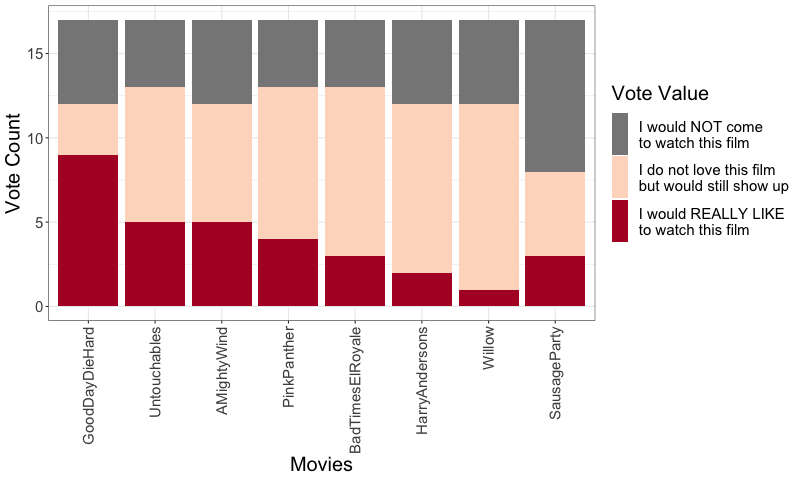 Vote Count
15
10
5
0
GoodDayDieHard
Untouchables
AMightyWind
PinkPanther
BadTimesElRoyale
HarryAndersons
Willow
SausageParty
Movies
Vote Value
I would NOT come
to watch this film
I do not love this film
but would still show up
I would REALLY LIKE
to watch this film